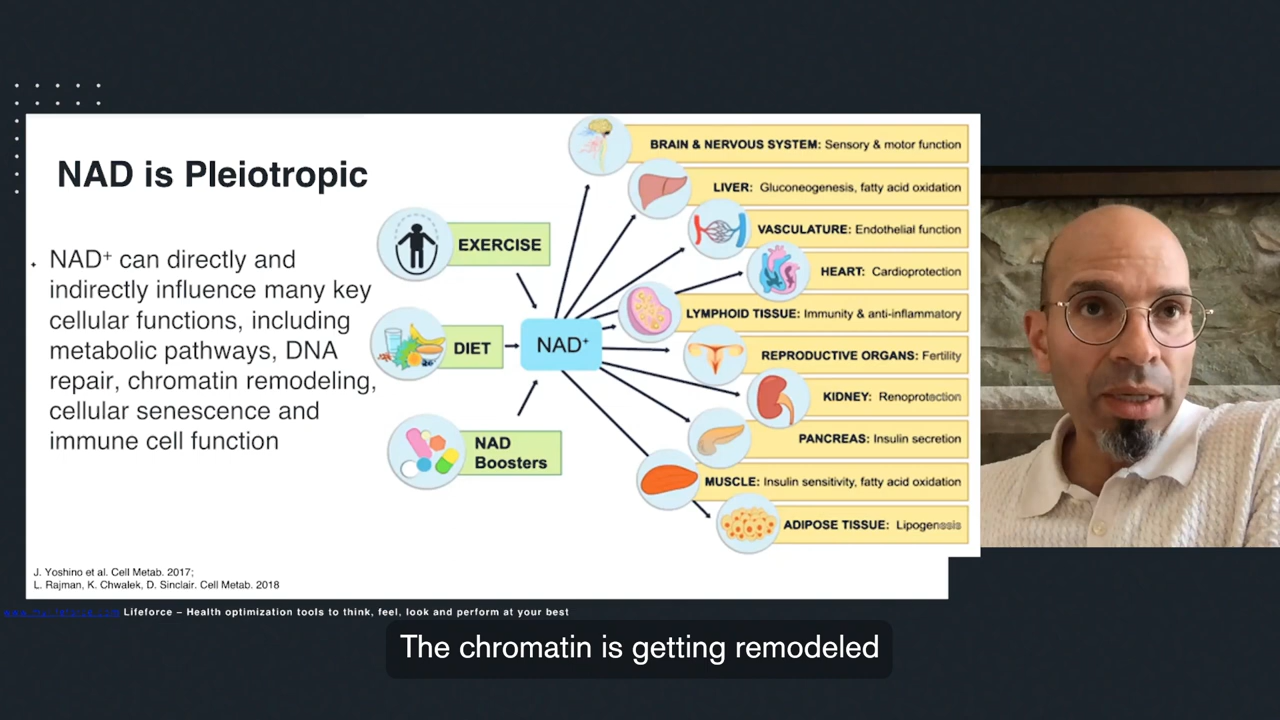 NAD is Pleiotropic
NAD⁺ can directly and
indirectly influence many key
cellular functions, including
metabolic pathways, DNA
repair, chromatin remodeling,
cellular senescence and
immune cell function
EXERCISE
DIET
NAD
Boosters
NAD⁺
BRAIN & NERVOUS SYSTEM: Sensory & motor function
LIVER: Gluconeogenesis, fatty acid oxidation
VASCULATURE: Endothelial function
HEART: Cardioprotection
LYMPHOID TISSUE: Immunity & anti-inflammatory
REPRODUCTIVE ORGANS: Fertility
KIDNEY: Renoprotection
PANCREAS: Insulin secretion
MUSCLE: Insulin sensitivity, fatty acid oxidation
ADIPOSE TISSUE: Lipogenesis
J. Yoshino et al. Cell Metab. 2017;
L. Rajman, K. Chwalek, D. Sinclair. Cell Metab. 2018
Lifeforce – Health optimization tools to think, feel, look and perform at your best
The chromatin is getting remodeled